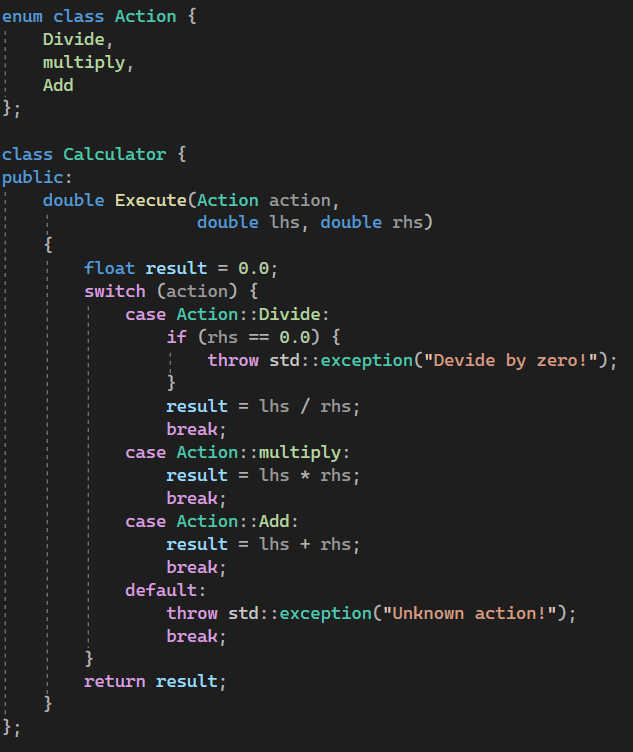 enum class Action {
    Divide,
    multiply,
    Add
};

class Calculator {
public:
    double Execute(Action action,
                   double lhs, double rhs)
    {
        float result = 0.0;
        switch (action) {
            case Action::Divide:
                if (rhs == 0.0) {
                    throw std::exception("Devide by zero!");
                }
                result = lhs / rhs;
                break;
            case Action::multiply:
                result = lhs * rhs;
                break;
            case Action::Add:
                result = lhs + rhs;
                break;
            default:
                throw std::exception("Unknown action!");
                break;
        }
        return result;
    }
};